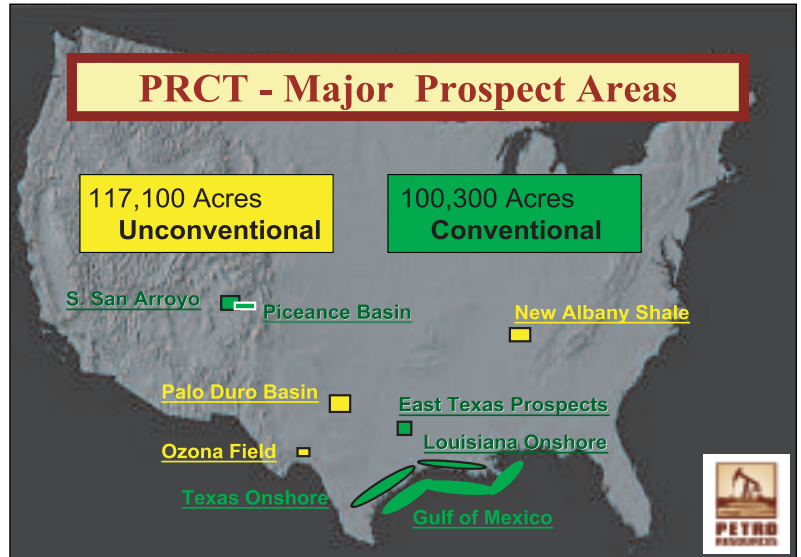 PRCT - Major Prospect Areas
117,100 Acres
Unconventional
100,300 Acres
Conventional
S. San Arroyo
Piceance Basin
New Albany Shale
Palo Duro Basin
East Texas Prospects
Ozona Field
Louisiana Onshore
Texas Onshore
Gulf of Mexico
PETRO
RESOURCES